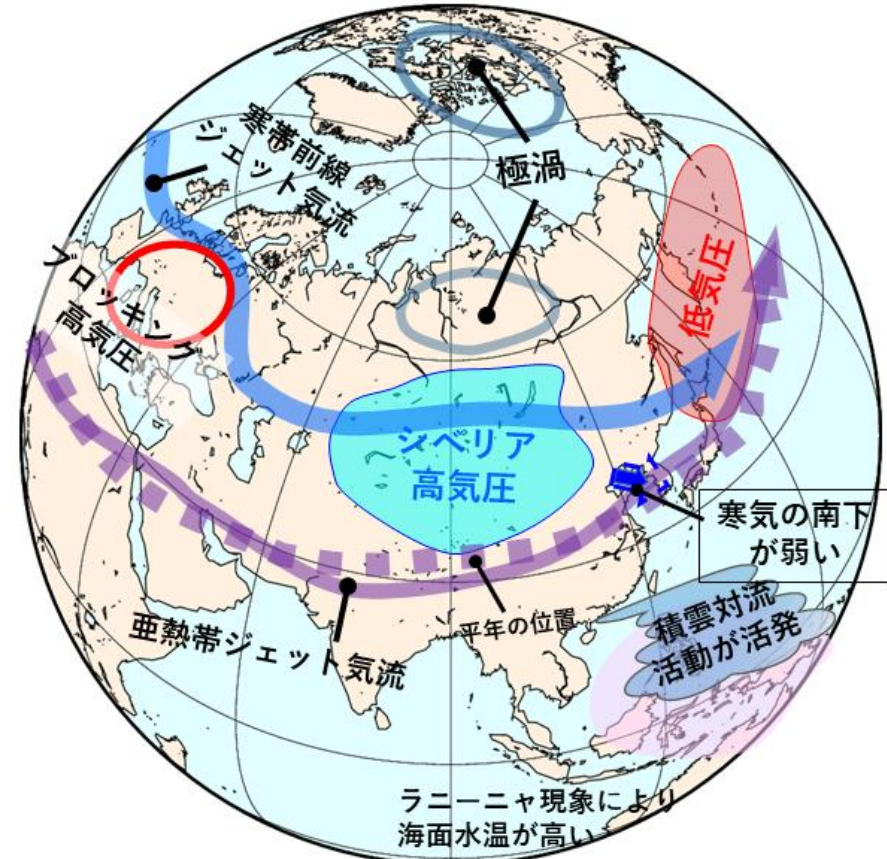 極渦
寒帯前線
ジェット気流
ブロッキング
高気圧
低気圧
シベリア
高気圧
寒気の南下
が弱い
平年の位置
亜熱帯ジェット気流
積雲対流
活動が活発
ラニーニャ現象により
海面水温が高い